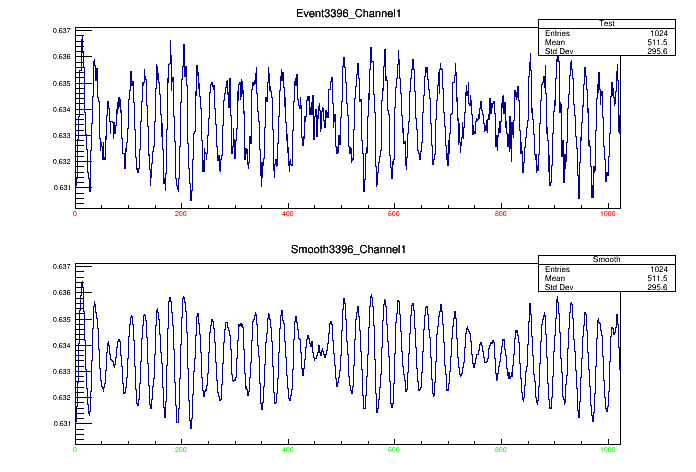 Event3396_Channel1
Test
Entries 1024
Mean 511.5
Std Dev 295.6
0.637
0.636
0.635
0.634
0.633
0.632
0.631
0 200 400 600 800 1000
Smooth3396_Channel1
Smooth
Entries 1024
Mean 511.5
Std Dev 295.6
0.637
0.636
0.635
0.634
0.633
0.632
0.631
0 200 400 600 800 1000